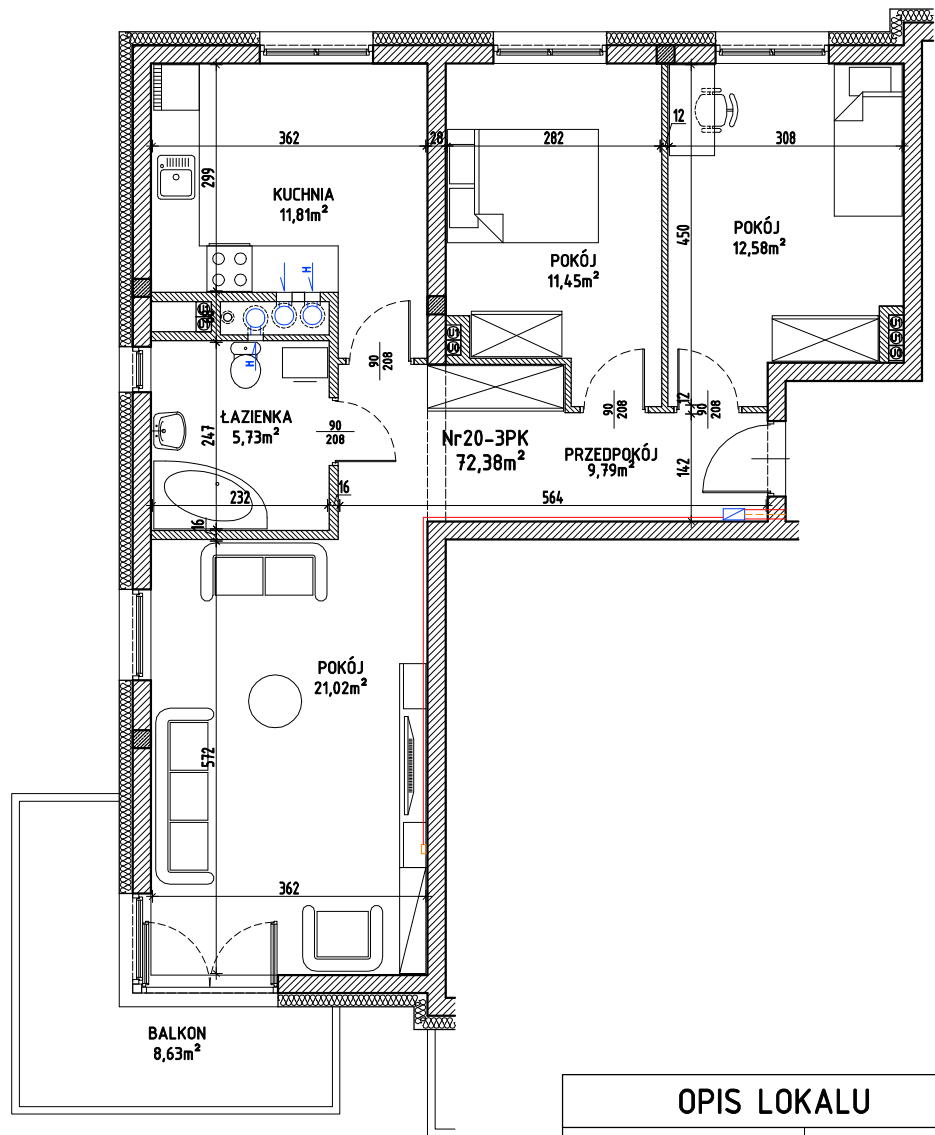 362
28
282
12
308
299
KUCHNIA
11,81m²
450
POKÓJ
12,58m²
POKÓJ
11,45m²
H
H
90
208
ŁAZIENKA
5,73m²
247
90
208
Nr20-3PK
72,38m²
90
208
90
208
12
PRZEDPOKÓJ
9,79m²
142
232
16
564
16
POKÓJ
21,02m²
572
362
BALKON
8,63m²
OPIS LOKALU